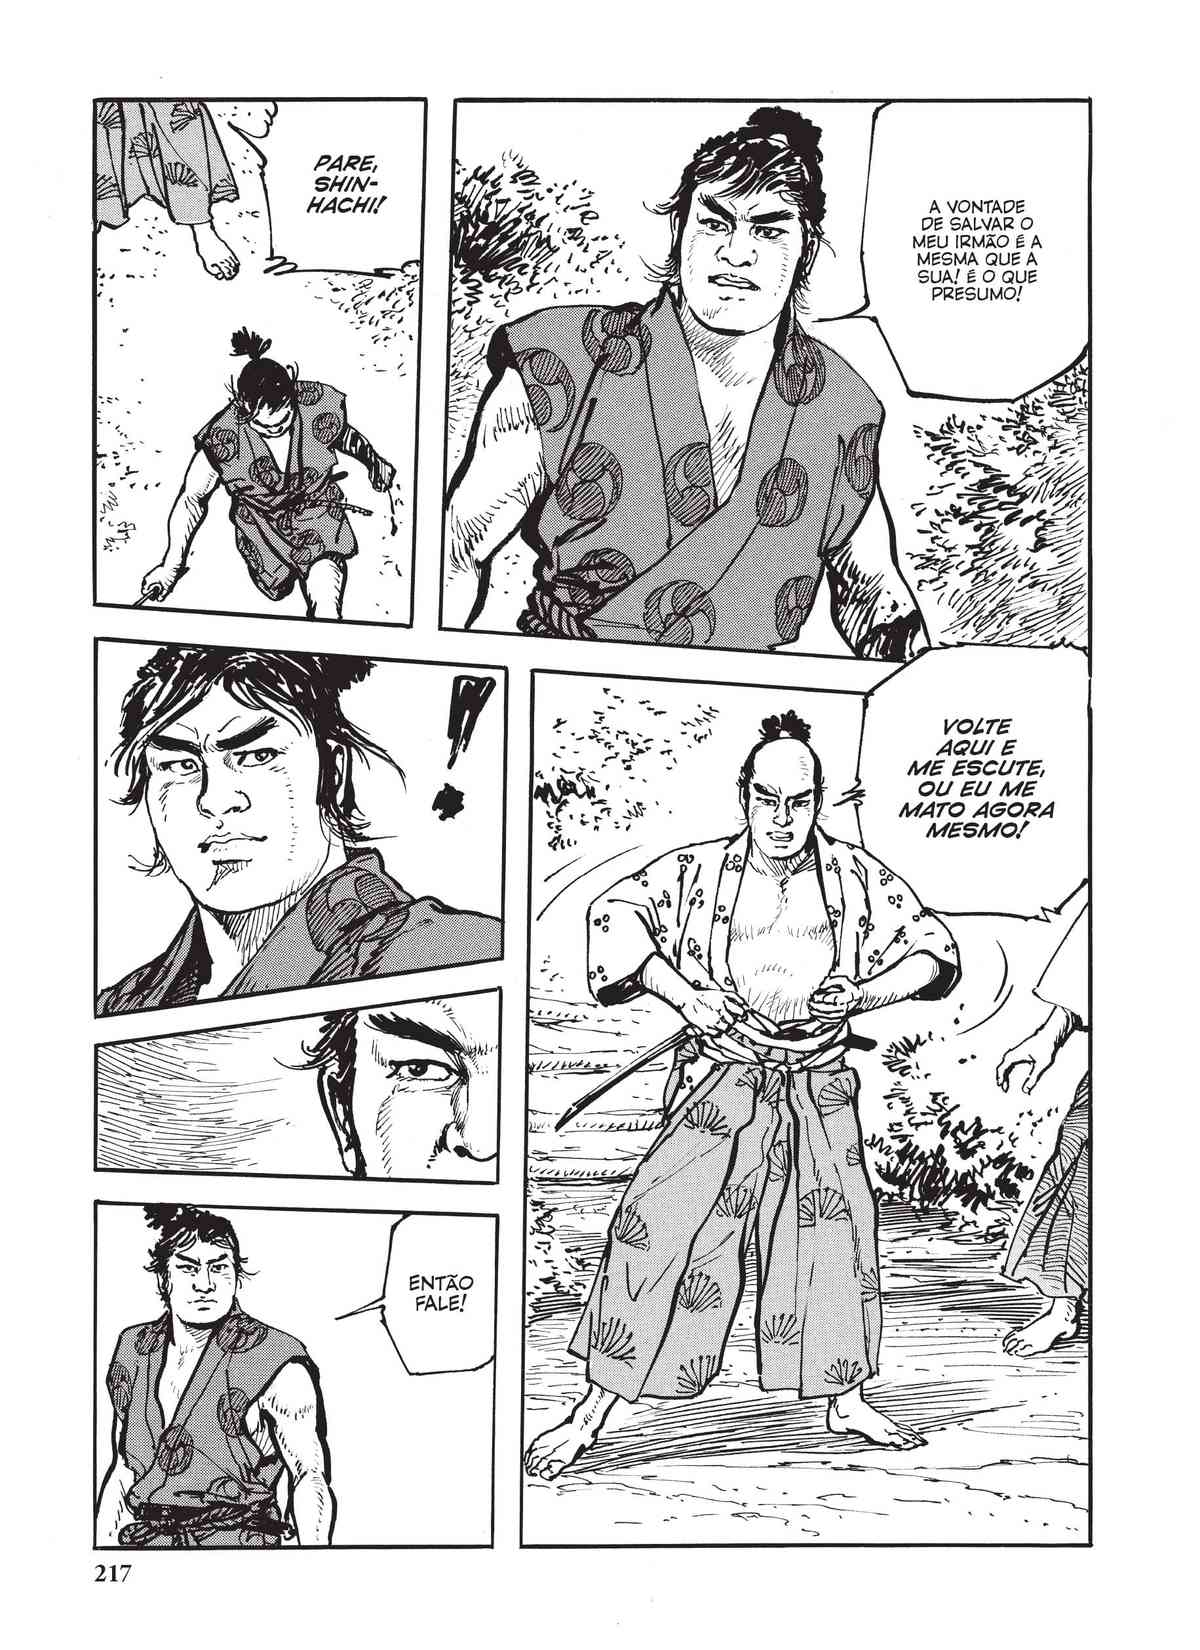 A VONTADE
DE SALVAR O
MEU IRMÃO É A
MESMA QUE A
SUA! É O QUE
PRESUMO!
PARE,
SHIN-
HACHI!
VOLTE
AQUI E
ME ESCUTE,
OU EU ME
MATO AGORA
MESMO!
!
ENTÃO
FALE!
217